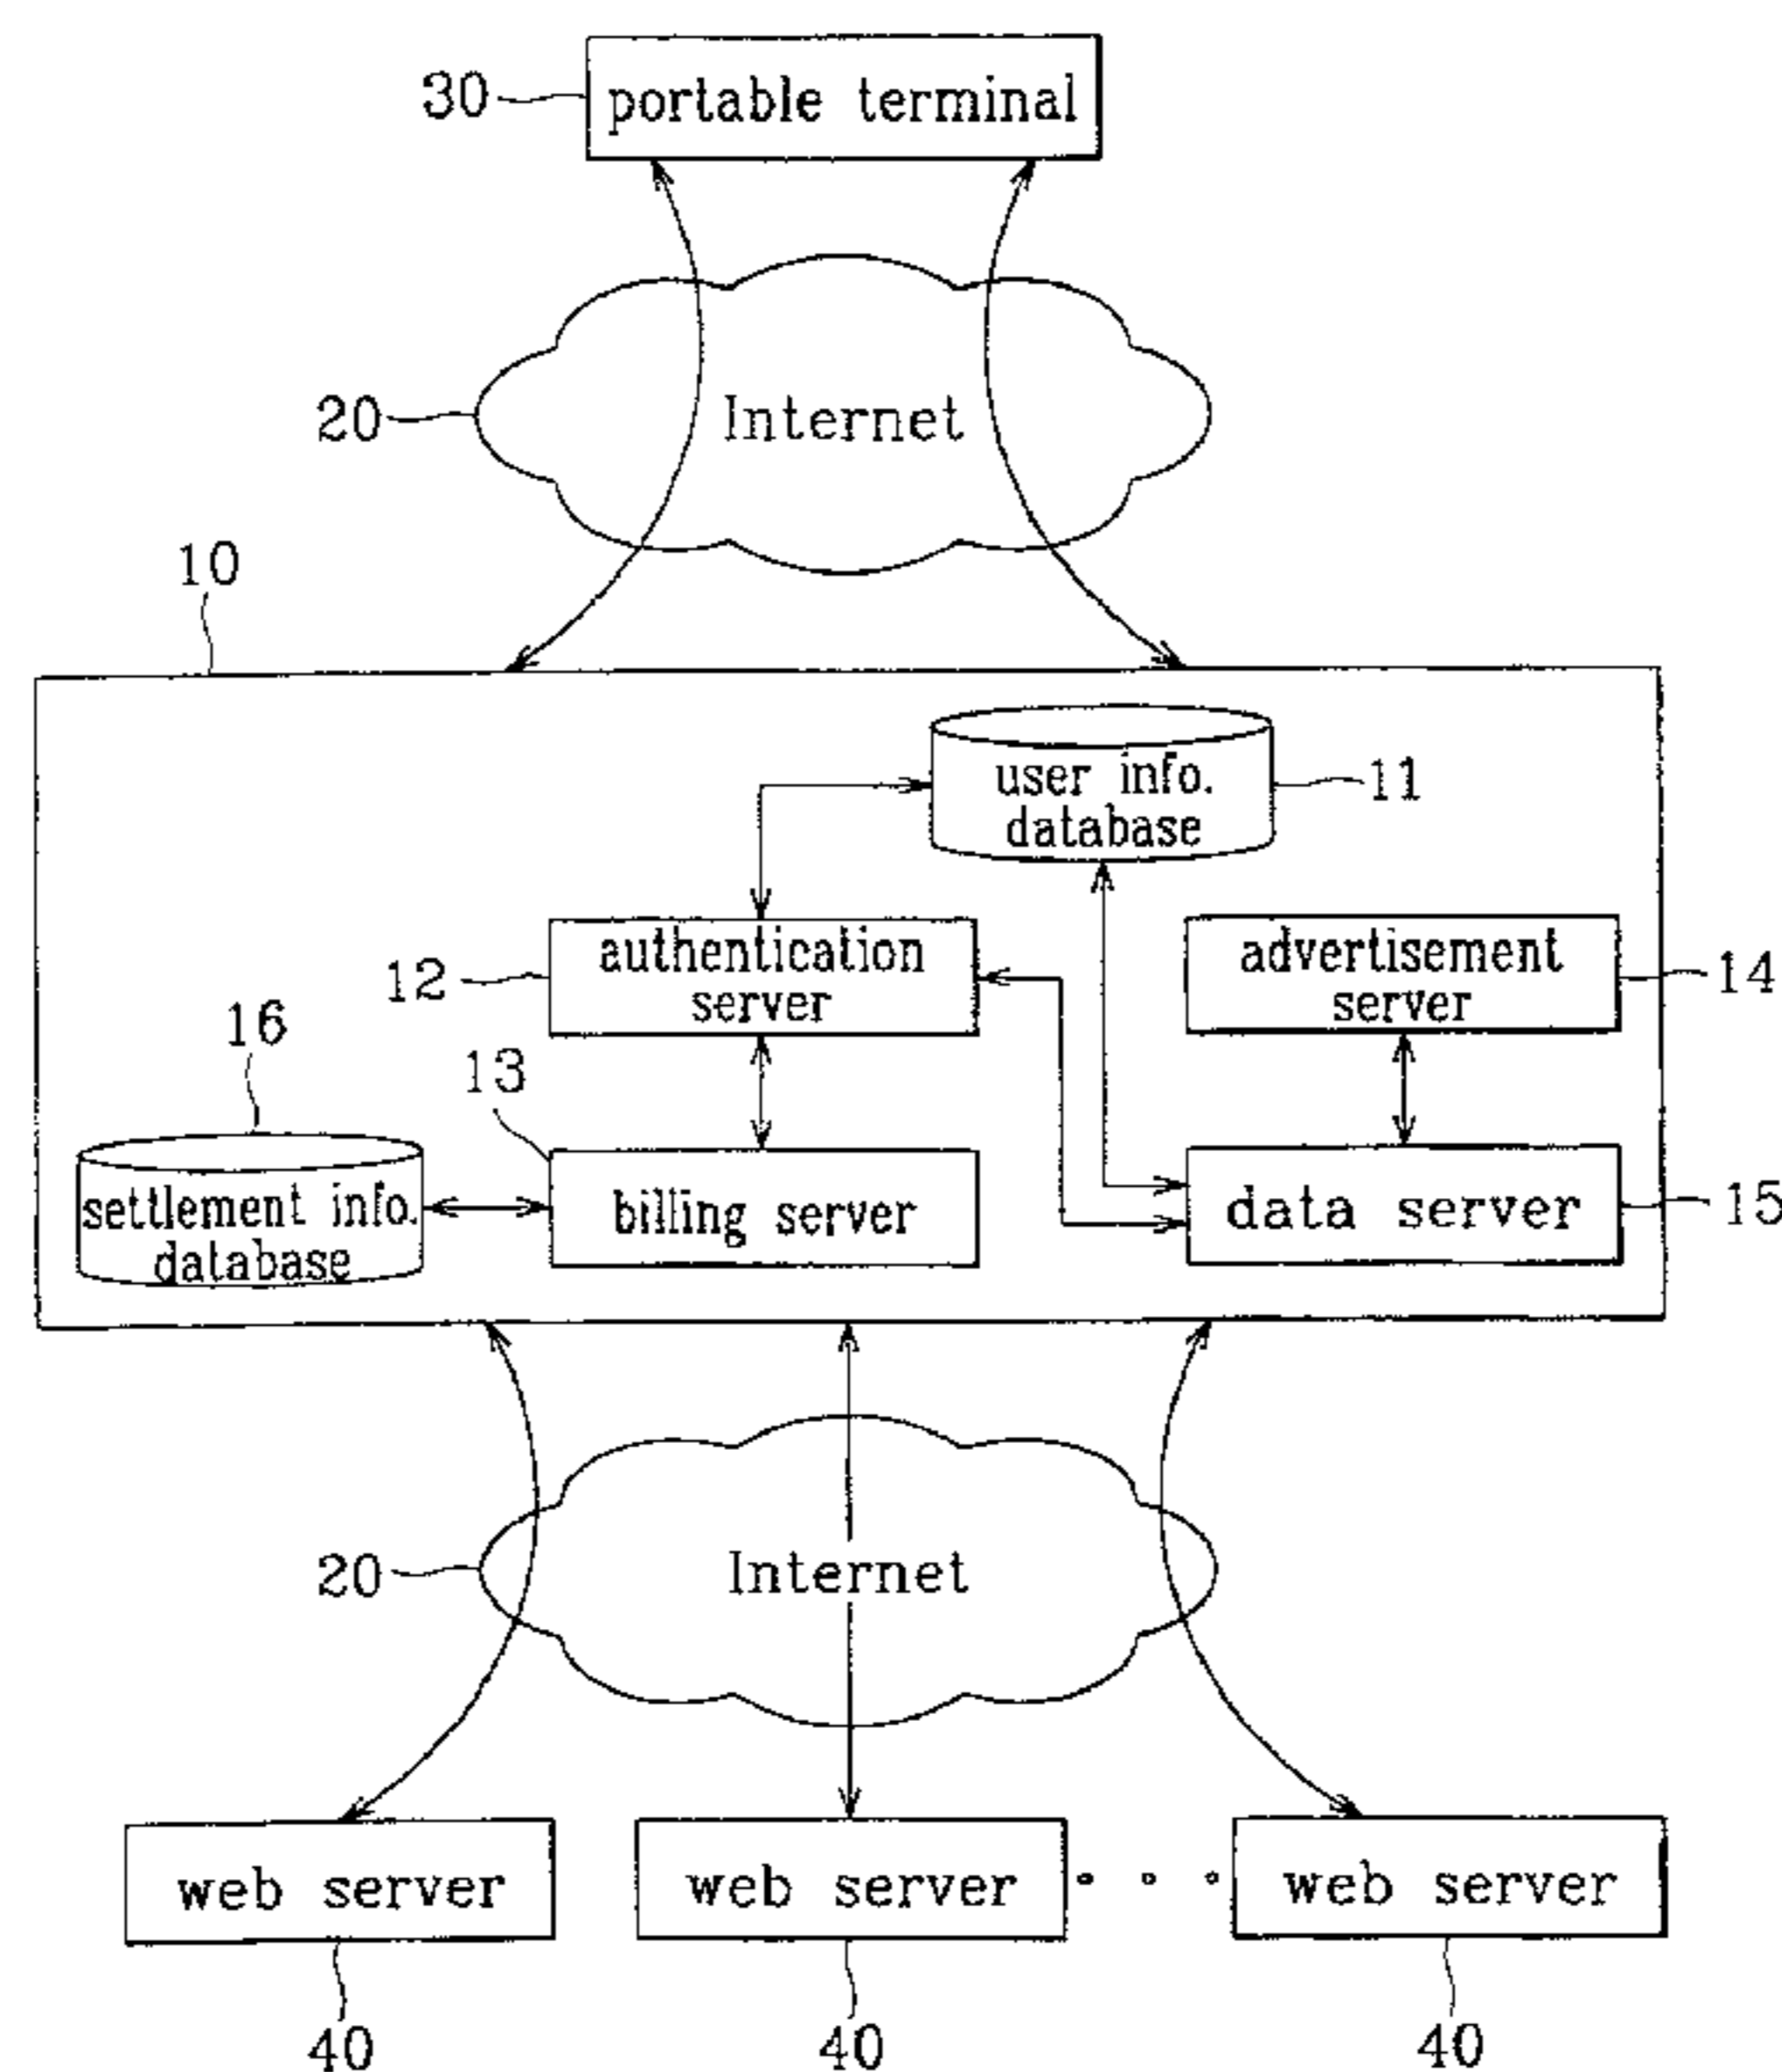 30
portable terminal
20
Internet
10
user info.
database
11
authentication
server
12
advertisement
server
14
16
13
settlement info.
database
billing server
data server
15
20
Internet
web server
web server
web server
40
40
40